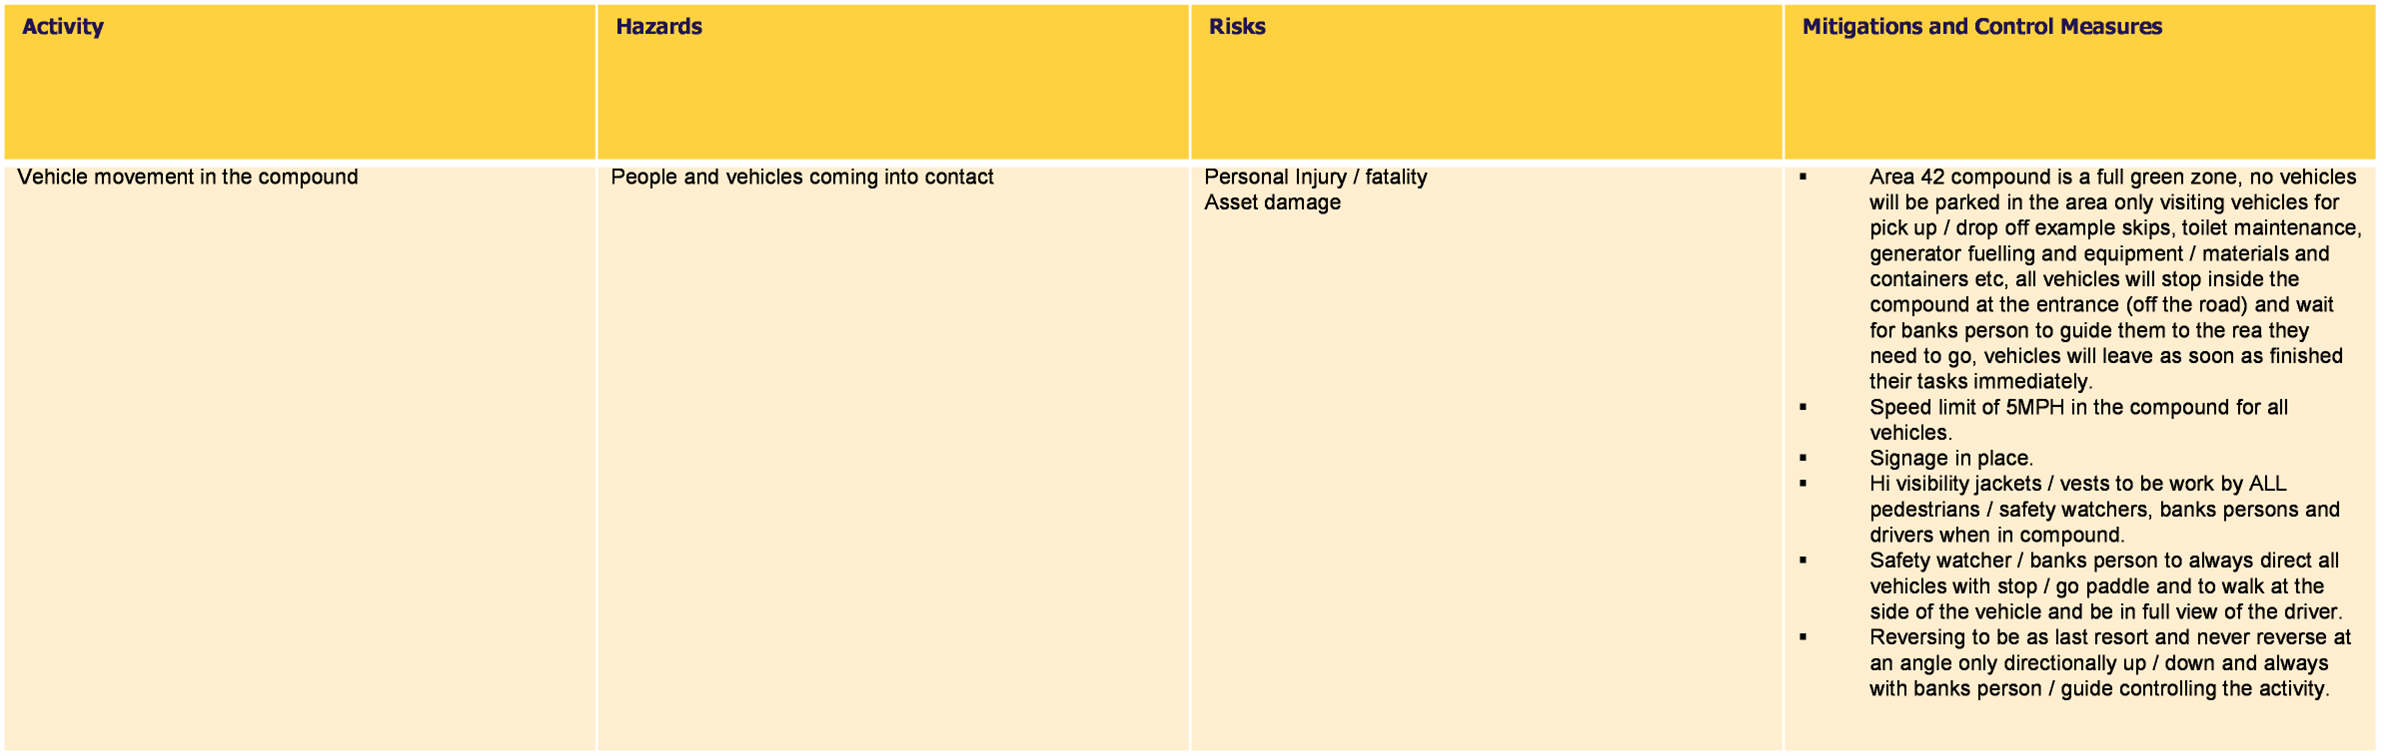 Activity
Hazards
Risks
Mitigations and Control Measures
Vehicle movement in the compound
People and vehicles coming into contact
Personal Injury / fatality
Asset damage
▪ Area 42 compound is a full green zone, no vehicles
will be parked in the area only visiting vehicles for
pick up / drop off example skips, toilet maintenance,
generator fuelling and equipment / materials and
containers etc, all vehicles will stop inside the
compound at the entrance (off the road) and wait
for banks person to guide them to the rea they
need to go, vehicles will leave as soon as finished
their tasks immediately.
▪ Speed limit of 5MPH in the compound for all
vehicles.
▪ Signage in place.
▪ Hi visibility jackets / vests to be work by ALL
pedestrians / safety watchers, banks persons and
drivers when in compound.
▪ Safety watcher / banks person to always direct all
vehicles with stop / go paddle and to walk at the
side of the vehicle and be in full view of the driver.
▪ Reversing to be as last resort and never reverse at
an angle only directionally up / down and always
with banks person / guide controlling the activity.